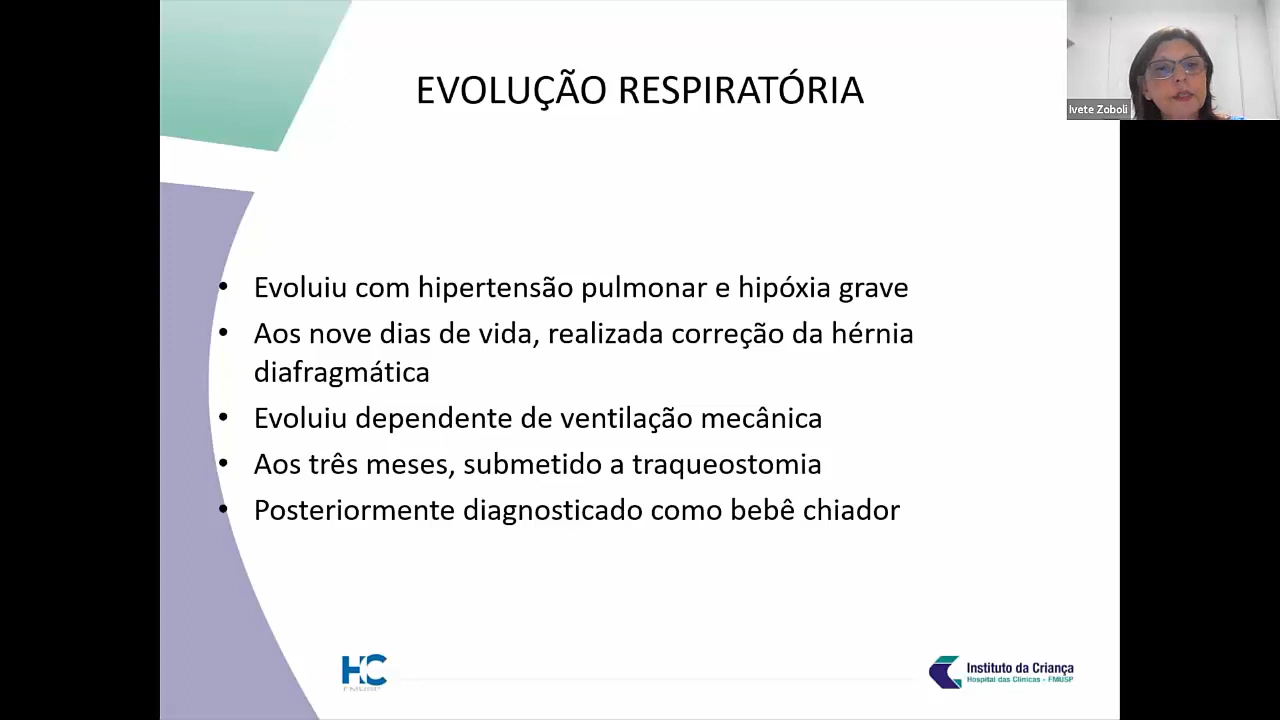 EVOLUÇÃO RESPIRATÓRIA
Ivete Zoboli
• Evoluiu com hipertensão pulmonar e hipóxia grave
• Aos nove dias de vida, realizada correção da hérnia
diafragmática
• Evoluiu dependente de ventilação mecânica
• Aos três meses, submetido a traqueostomia
• Posteriormente diagnosticado como bebê chiador
HC
FMUSP
Instituto da Criança
Hospital das Clínicas - FMUSP